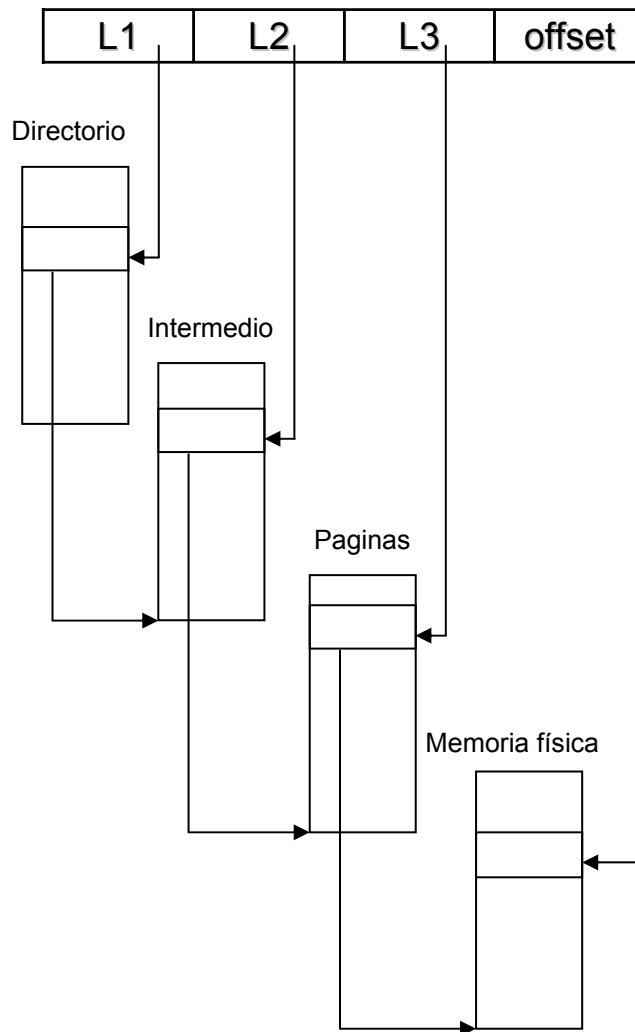 L1 L2 L3 offset
Directorio
Intermedio
Paginas
Memoria física